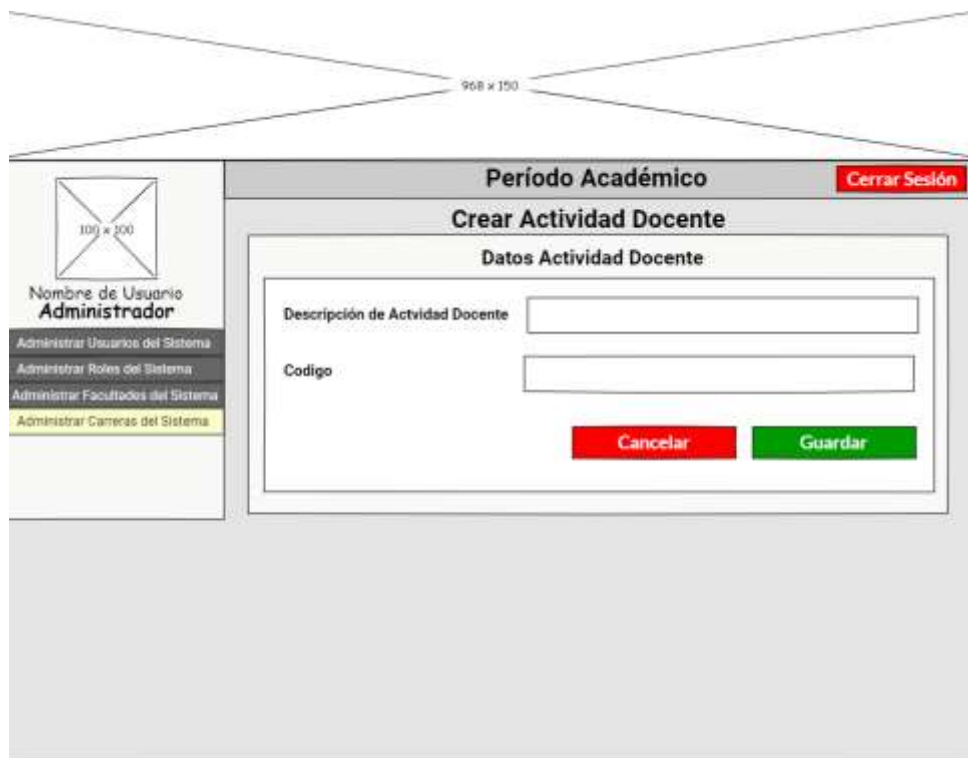 968 x 150
Período Académico
Cerrar Sesión
100 x 100
Nombre de Usuario
Administrador
Administrar Usuarios del Sistema
Administrar Roles del Sistema
Administrar Facultades del Sistema
Administrar Carreras del Sistema
Crear Actividad Docente
Datos Actividad Docente
Descripción de Actvidad Docente
Codigo
Cancelar
Guardar